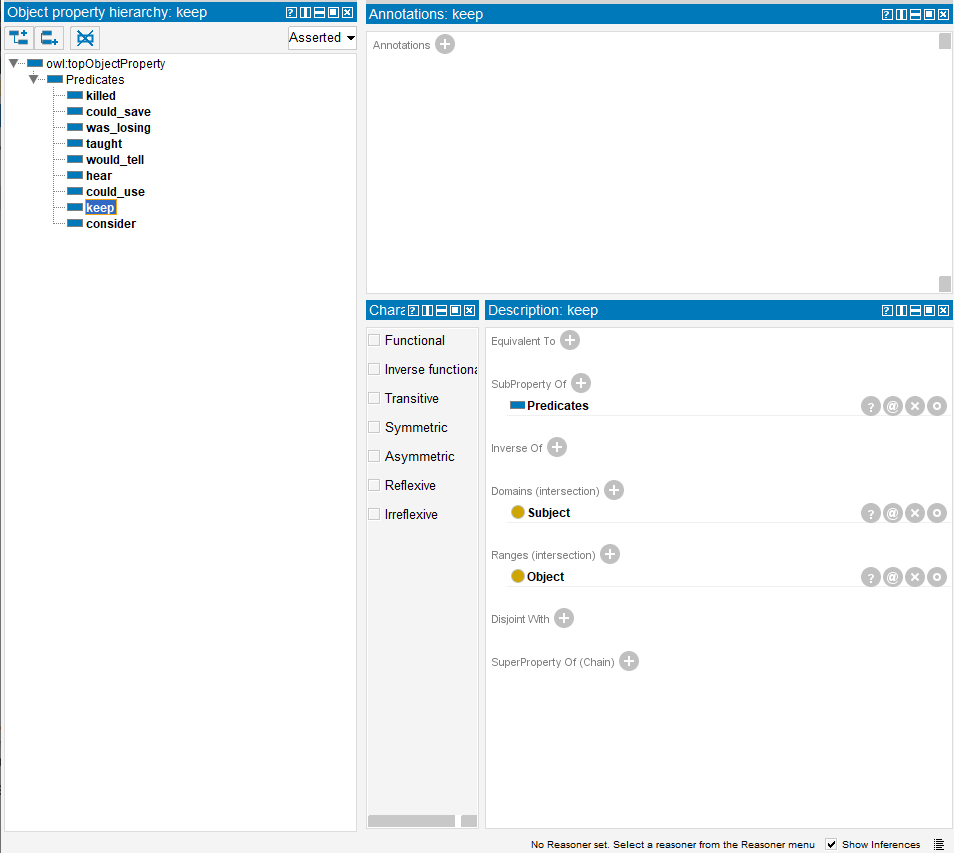 Object property hierarchy: keep
Asserted
owl:topObjectProperty
Predicates
killed
could_save
was_losing
taught
would_tell
hear
could_use
keep
consider
Annotations: keep
Annotations
Chara
Functional
Inverse functiona
Transitive
Symmetric
Asymmetric
Reflexive
Irreflexive
Description: keep
Equivalent To
SubProperty Of
Predicates
Inverse Of
Domains (intersection)
Subject
Ranges (intersection)
Object
Disjoint With
SuperProperty Of (Chain)
No Reasoner set. Select a reasoner from the Reasoner menu Show Inferences